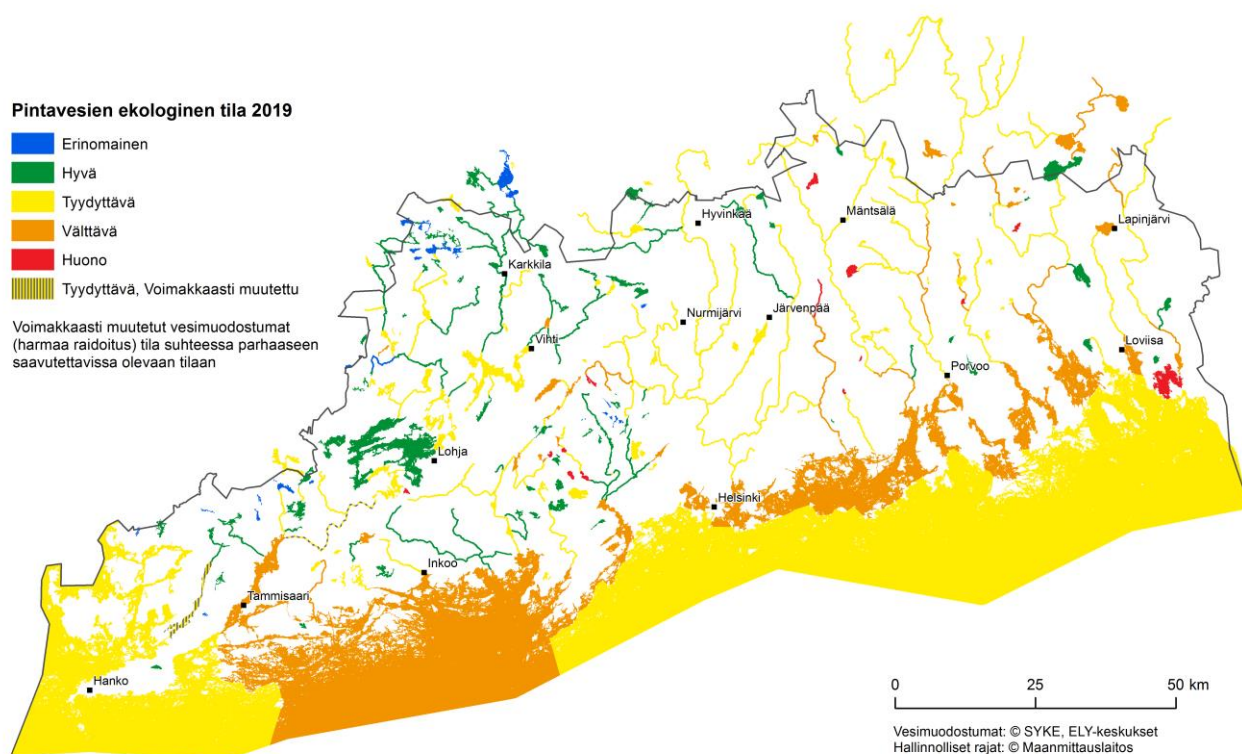 Pintavesien ekologinen tila 2019
Erinomainen
Hyvä
Tyydyttävä
Välttävä
Huono
Tyydyttävä, Voimakkaasti muutettu
Voimakkaasti muutetut vesimuodostumat
(harmaa raidoitus) tila suhteessa parhaaseen
saavutettavissa olevaan tilaan
Hyvinkää
Mäntsälä
Lapinjärvi
Karkkila
Nurmijärvi
Järvenpää
Vihti
Loviisa
Porvoo
Lohja
Helsinki
Inkoo
Tammisaari
Hanko
0 25 50 km
Vesimuodostumat: © SYKE, ELY-keskukset
Hallinnolliset rajat: © Maanmittauslaitos